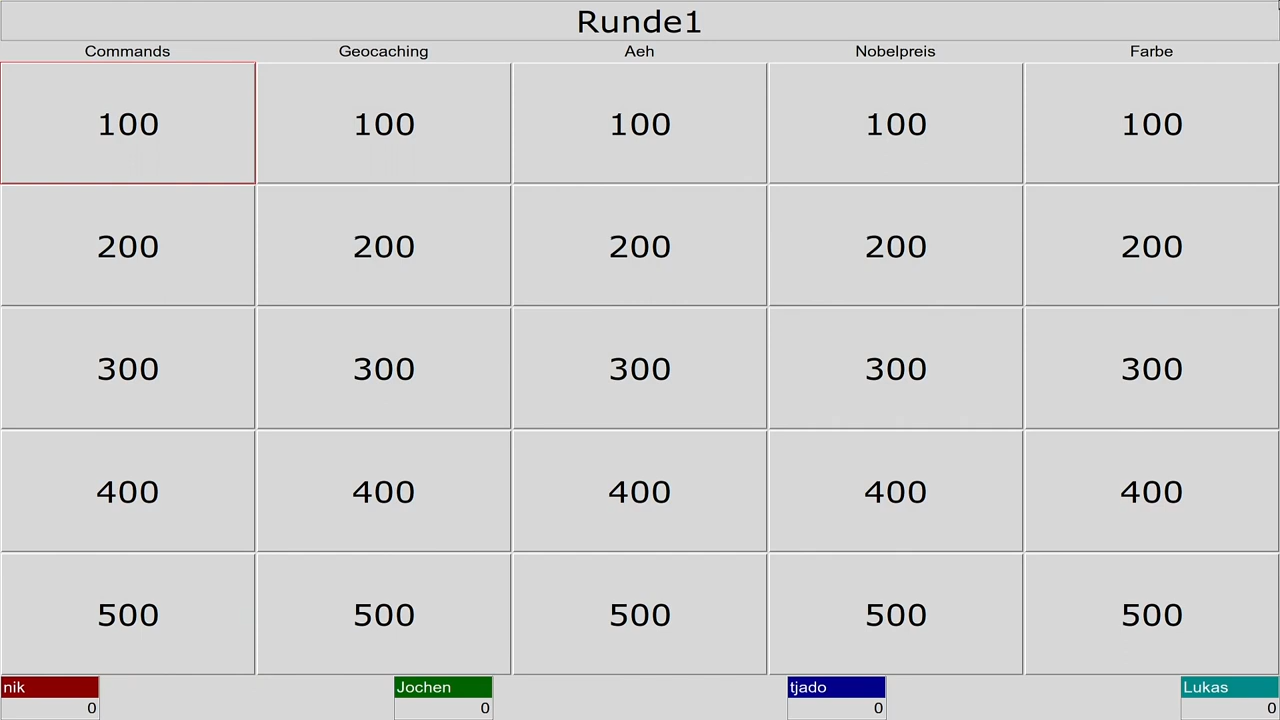 Runde1
Commands Geocaching Aeh Nobelpreis Farbe
100 100 100 100 100
200 200 200 200 200
300 300 300 300 300
400 400 400 400 400
500 500 500 500 500
nik Jochen tjado Lukas
0 0 0 0